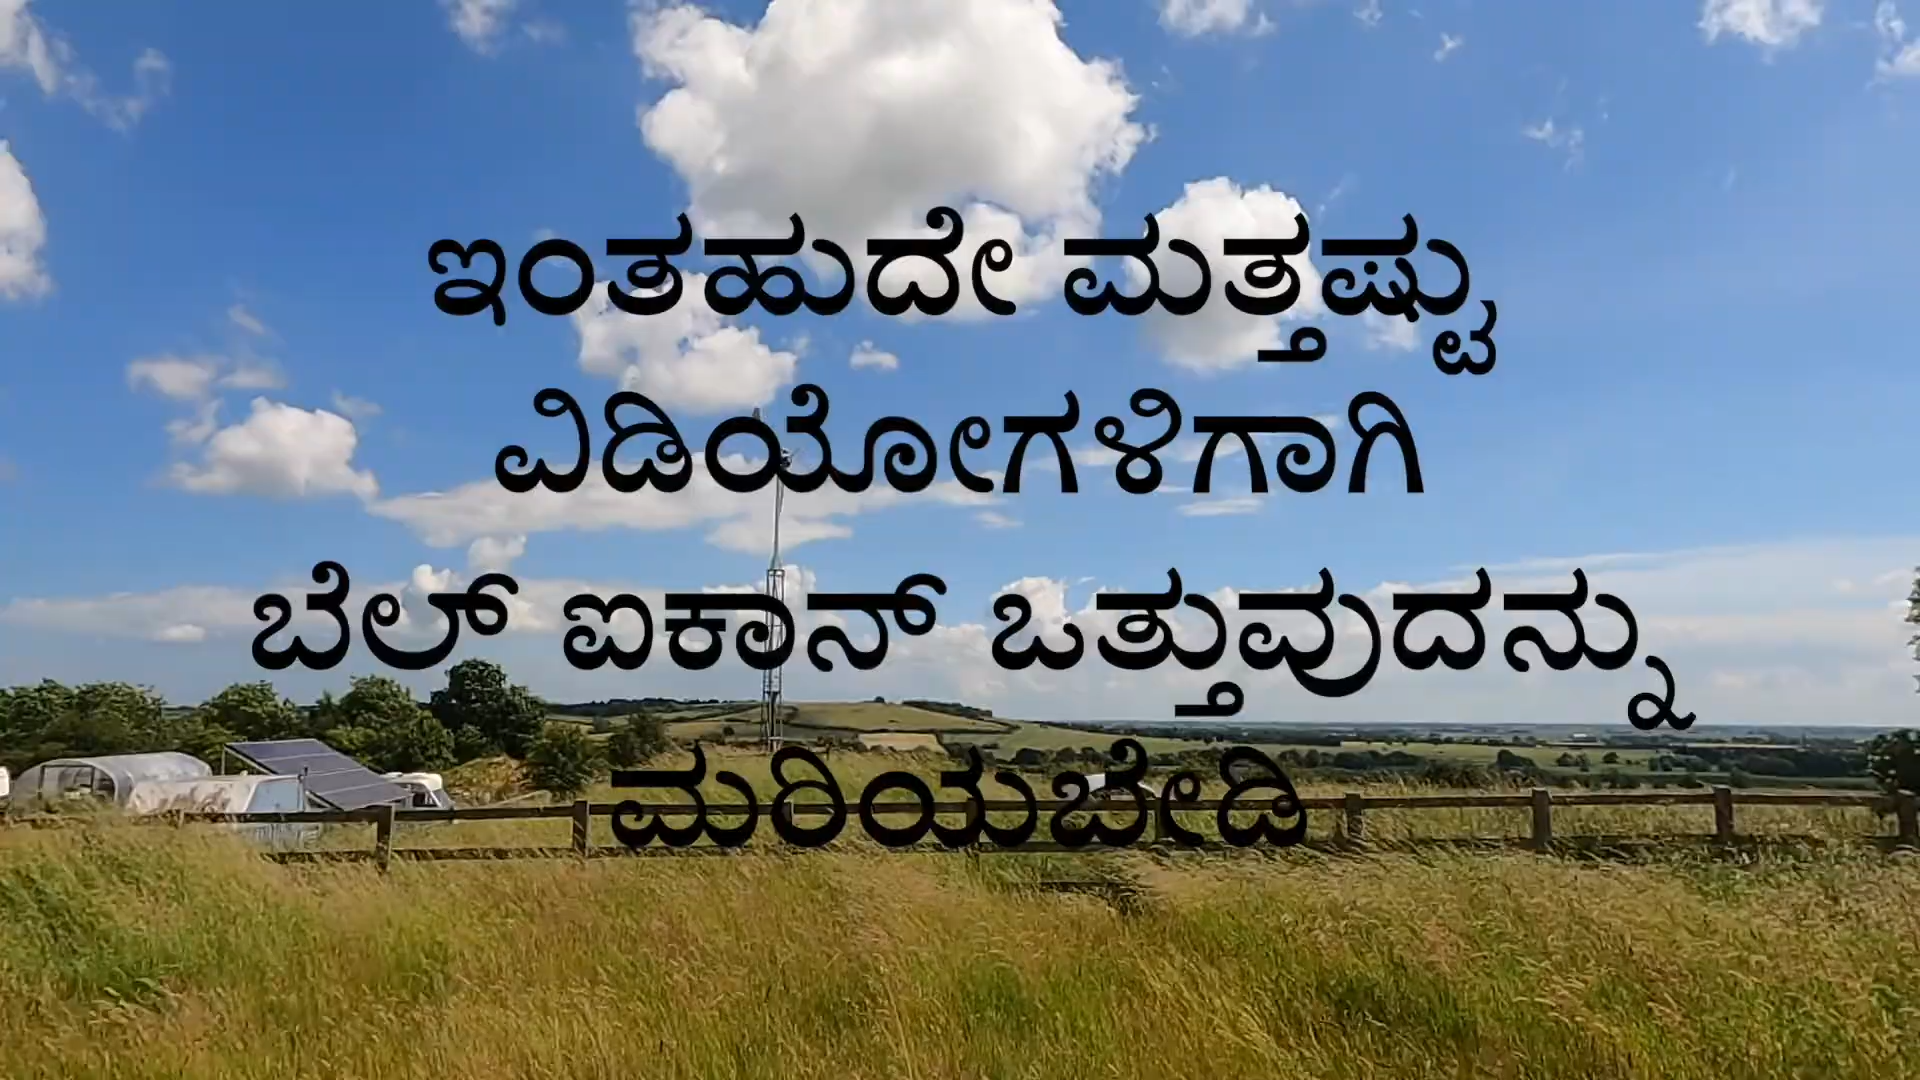 ಇಂತಹುದೇ ಮತ್ತಷ್ಟು
ವಿಡಿಯೋಗಳಿಗಾಗಿ
ಬೆಲ್ ಐಕಾನ್ ಒತ್ತುವುದನ್ನು
ಮರಿಯಬೇಡಿ